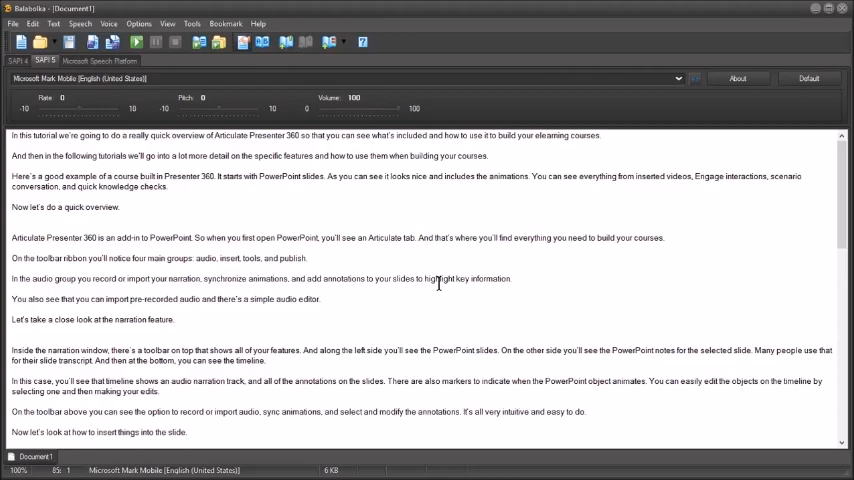 Balabolka - [Document1]
File Edit Text Speech Voice Options View Tools Bookmark Help
SAPI 4 SAPI 5 Microsoft Speech Platform
Microsoft Mark Mobile [English (United States)] About Default
Rate: 0 Pitch: 0 Volume: 100
-10 10 -10 10 0 100
In this tutorial we're going to do a really quick overview of Articulate Presenter 360 so that you can see what's included and how to use it to build your elearning courses.
And then in the following tutorials we'll go into a lot more detail on the specific features and how to use them when building your courses.
Here's a good example of a course built in Presenter 360. It starts with PowerPoint slides. As you can see it looks nice and includes the animations. You can see everything from inserted videos, Engage interactions, scenario
conversation, and quick knowledge checks.
Now let's do a quick overview.
Articulate Presenter 360 is an add-in to PowerPoint. So when you first open PowerPoint, you'll see an Articulate tab. And that's where you'll find everything you need to build your courses.
On the toolbar ribbon you'll notice four main groups: audio, insert, tools, and publish.
In the audio group you record or import your narration, synchronize animations, and add annotations to your slides to highlight key information.
You also see that you can import pre-recorded audio and there's a simple audio editor.
Let's take a close look at the narration feature.
Inside the narration window, there's a toolbar on top that shows all of your features. And along the left side you'll see the PowerPoint slides. On the other side you'll see the PowerPoint notes for the selected slide. Many people use that
for their slide transcript. And then at the bottom, you can see the timeline.
In this case, you'll see that timeline shows an audio narration track, and all of the annotations on the slides. There are also markers to indicate when the PowerPoint object animates. You can easily edit the objects on the timeline by
selecting one and then making your edits.
On the toolbar above you can see the option to record or import audio, sync animations, and select and modify the annotations. It's all very intuitive and easy to do.
Now let's look at how to insert things into the slide.
Document1
100% 85: 1 Microsoft Mark Mobile [English (United States)] 6 KB